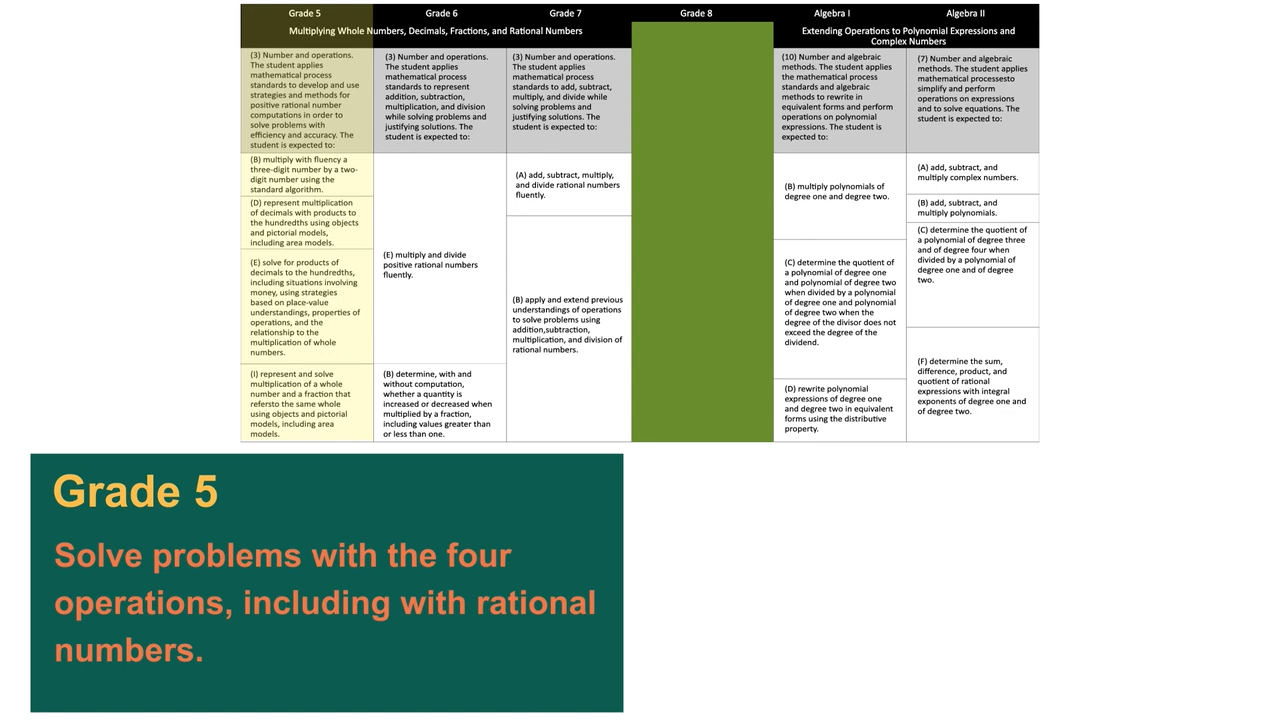 Grade 5
Grade 6
Grade 7
Grade 8
Algebra I
Algebra II
Multiplying Whole Numbers, Decimals, Fractions, and Rational Numbers
Extending Operations to Polynomial Expressions and
Complex Numbers
(3) Number and operations.
The student applies
mathematical process
standards to develop and use
strategies and methods for
positive rational number
computations in order to
solve problems with
efficiency and accuracy. The
student is expected to:
(3) Number and operations.
The student applies
mathematical process
standards to represent
addition, subtraction,
multiplication, and division
while solving problems and
justifying solutions. The
student is expected to:
(3) Number and operations.
The student applies
mathematical process
standards to add, subtract,
multiply, and divide while
solving problems and
justifying solutions. The
student is expected to:
(10) Number and algebraic
methods. The student applies
the mathematical process
standards and algebraic
methods to rewrite in
equivalent forms and perform
operations on polynomial
expressions. The student is
expected to:
(7) Number and algebraic
methods. The student applies
mathematical processesto
simplify and perform
operations on expressions
and to solve equations. The
student is expected to:
(B) multiply with fluency a
three-digit number by a two-
digit number using the
standard algorithm.
(D) represent multiplication
of decimals with products to
the hundredths using objects
and pictorial models,
including area models.
(E) solve for products of
decimals to the hundredths,
including situations involving
money, using strategies
based on place-value
understandings, properties of
operations, and the
relationship to the
multiplication of whole
numbers.
(I) represent and solve
multiplication of a whole
number and a fraction that
refersto the same whole
using objects and pictorial
models, including area
models.
(E) multiply and divide
positive rational numbers
fluently.
(B) determine, with and
without computation,
whether a quantity is
increased or decreased when
multiplied by a fraction,
including values greater than
or less than one.
(A) add, subtract, multiply,
and divide rational numbers
fluently.
(B) apply and extend previous
understandings of operations
to solve problems using
addition,subtraction,
multiplication, and division of
rational numbers.
(B) multiply polynomials of
degree one and degree two.
(C) determine the quotient of
a polynomial of degree one
and polynomial of degree two
when divided by a polynomial
of degree one and polynomial
of degree two when the
degree of the divisor does not
exceed the degree of the
dividend.
(D) rewrite polynomial
expressions of degree one
and degree two in equivalent
forms using the distributive
property.
(A) add, subtract, and
multiply complex numbers.
(B) add, subtract, and
multiply polynomials.
(C) determine the quotient of
a polynomial of degree three
and of degree four when
divided by a polynomial of
degree one and of degree
two.
(F) determine the sum,
difference, product, and
quotient of rational
expressions with integral
exponents of degree one and
of degree two.
Grade 5
Solve problems with the four
operations, including with rational
numbers.